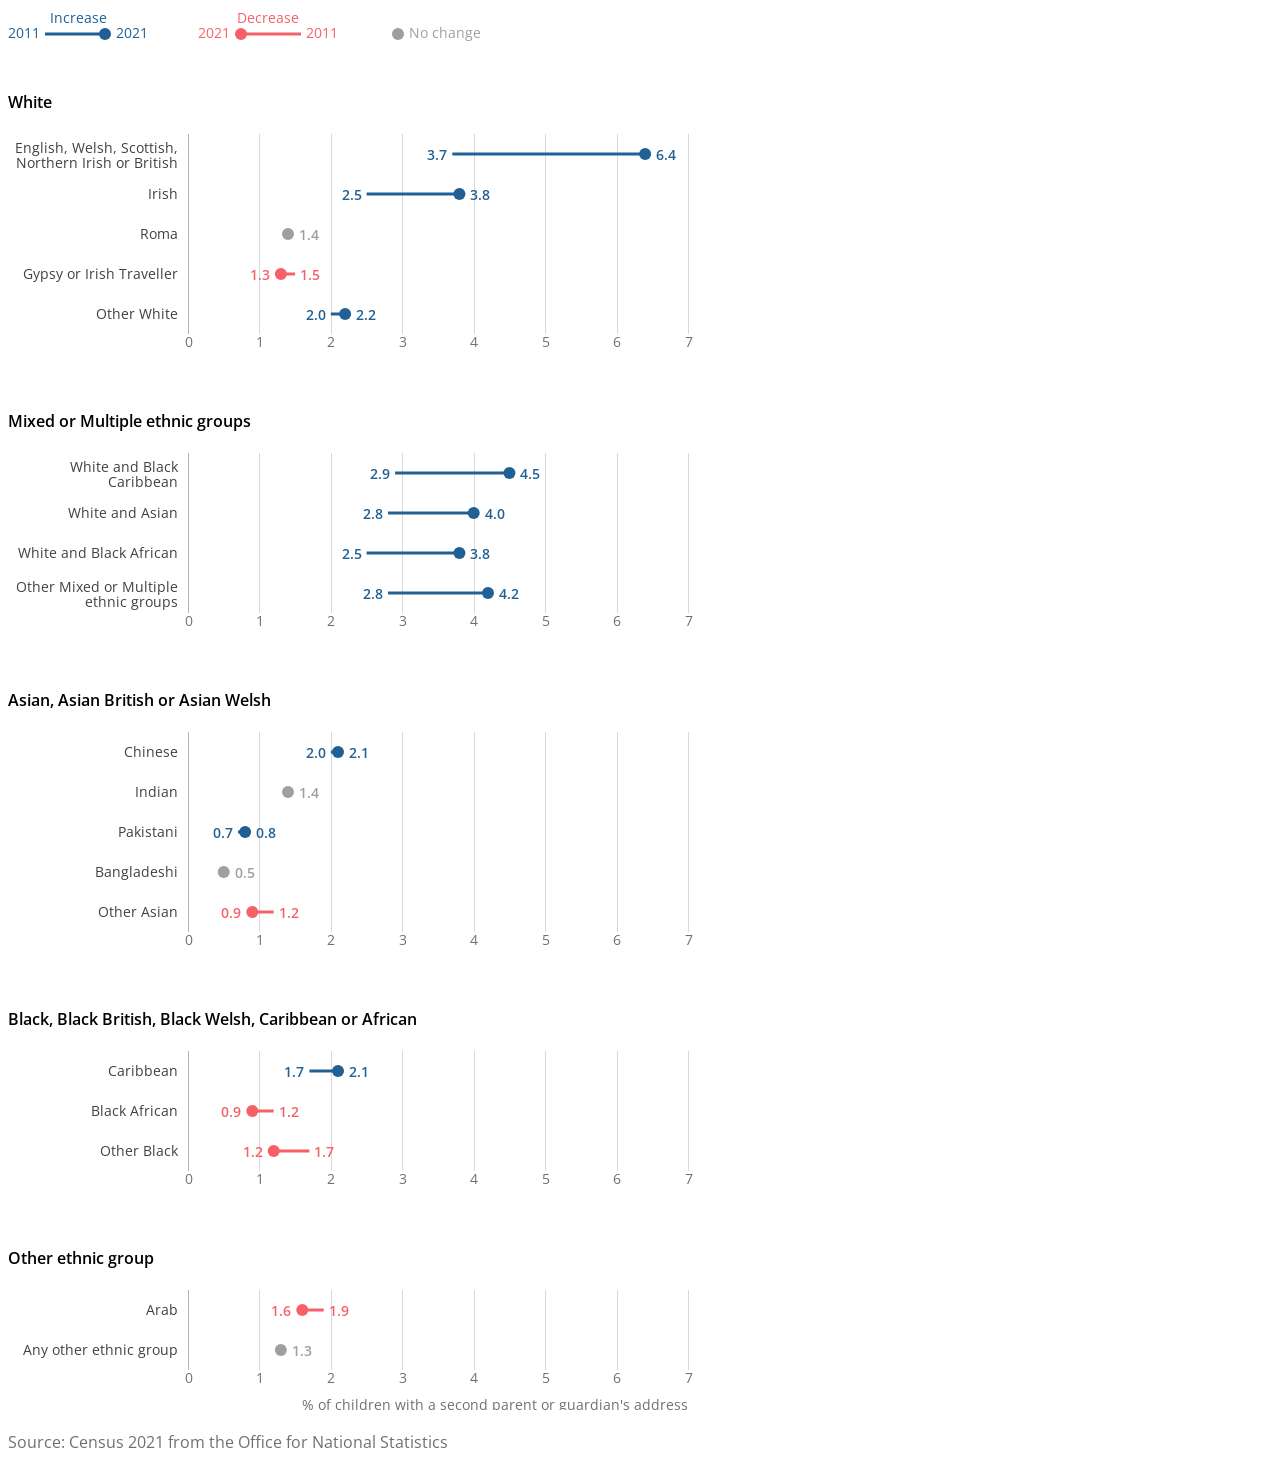 Increase
Decrease
2011 2021
2021 2011
No change
White
English, Welsh, Scottish,
Northern Irish or British
3.7 6.4
Irish 2.5 3.8
Roma 1.4
Gypsy or Irish Traveller 1.3 1.5
Other White 2.0 2.2
0 1 2 3 4 5 6 7
Mixed or Multiple ethnic groups
White and Black
Caribbean
2.9 4.5
White and Asian 2.8 4.0
White and Black African 2.5 3.8
Other Mixed or Multiple
ethnic groups
2.8 4.2
0 1 2 3 4 5 6 7
Asian, Asian British or Asian Welsh
Chinese 2.0 2.1
Indian 1.4
Pakistani 0.7 0.8
Bangladeshi 0.5
Other Asian 0.9 1.2
0 1 2 3 4 5 6 7
Black, Black British, Black Welsh, Caribbean or African
Caribbean 1.7 2.1
Black African 0.9 1.2
Other Black 1.2 1.7
0 1 2 3 4 5 6 7
Other ethnic group
Arab 1.6 1.9
Any other ethnic group 1.3
0 1 2 3 4 5 6 7
% of children with a second parent or guardian's address
Source: Census 2021 from the Office for National Statistics